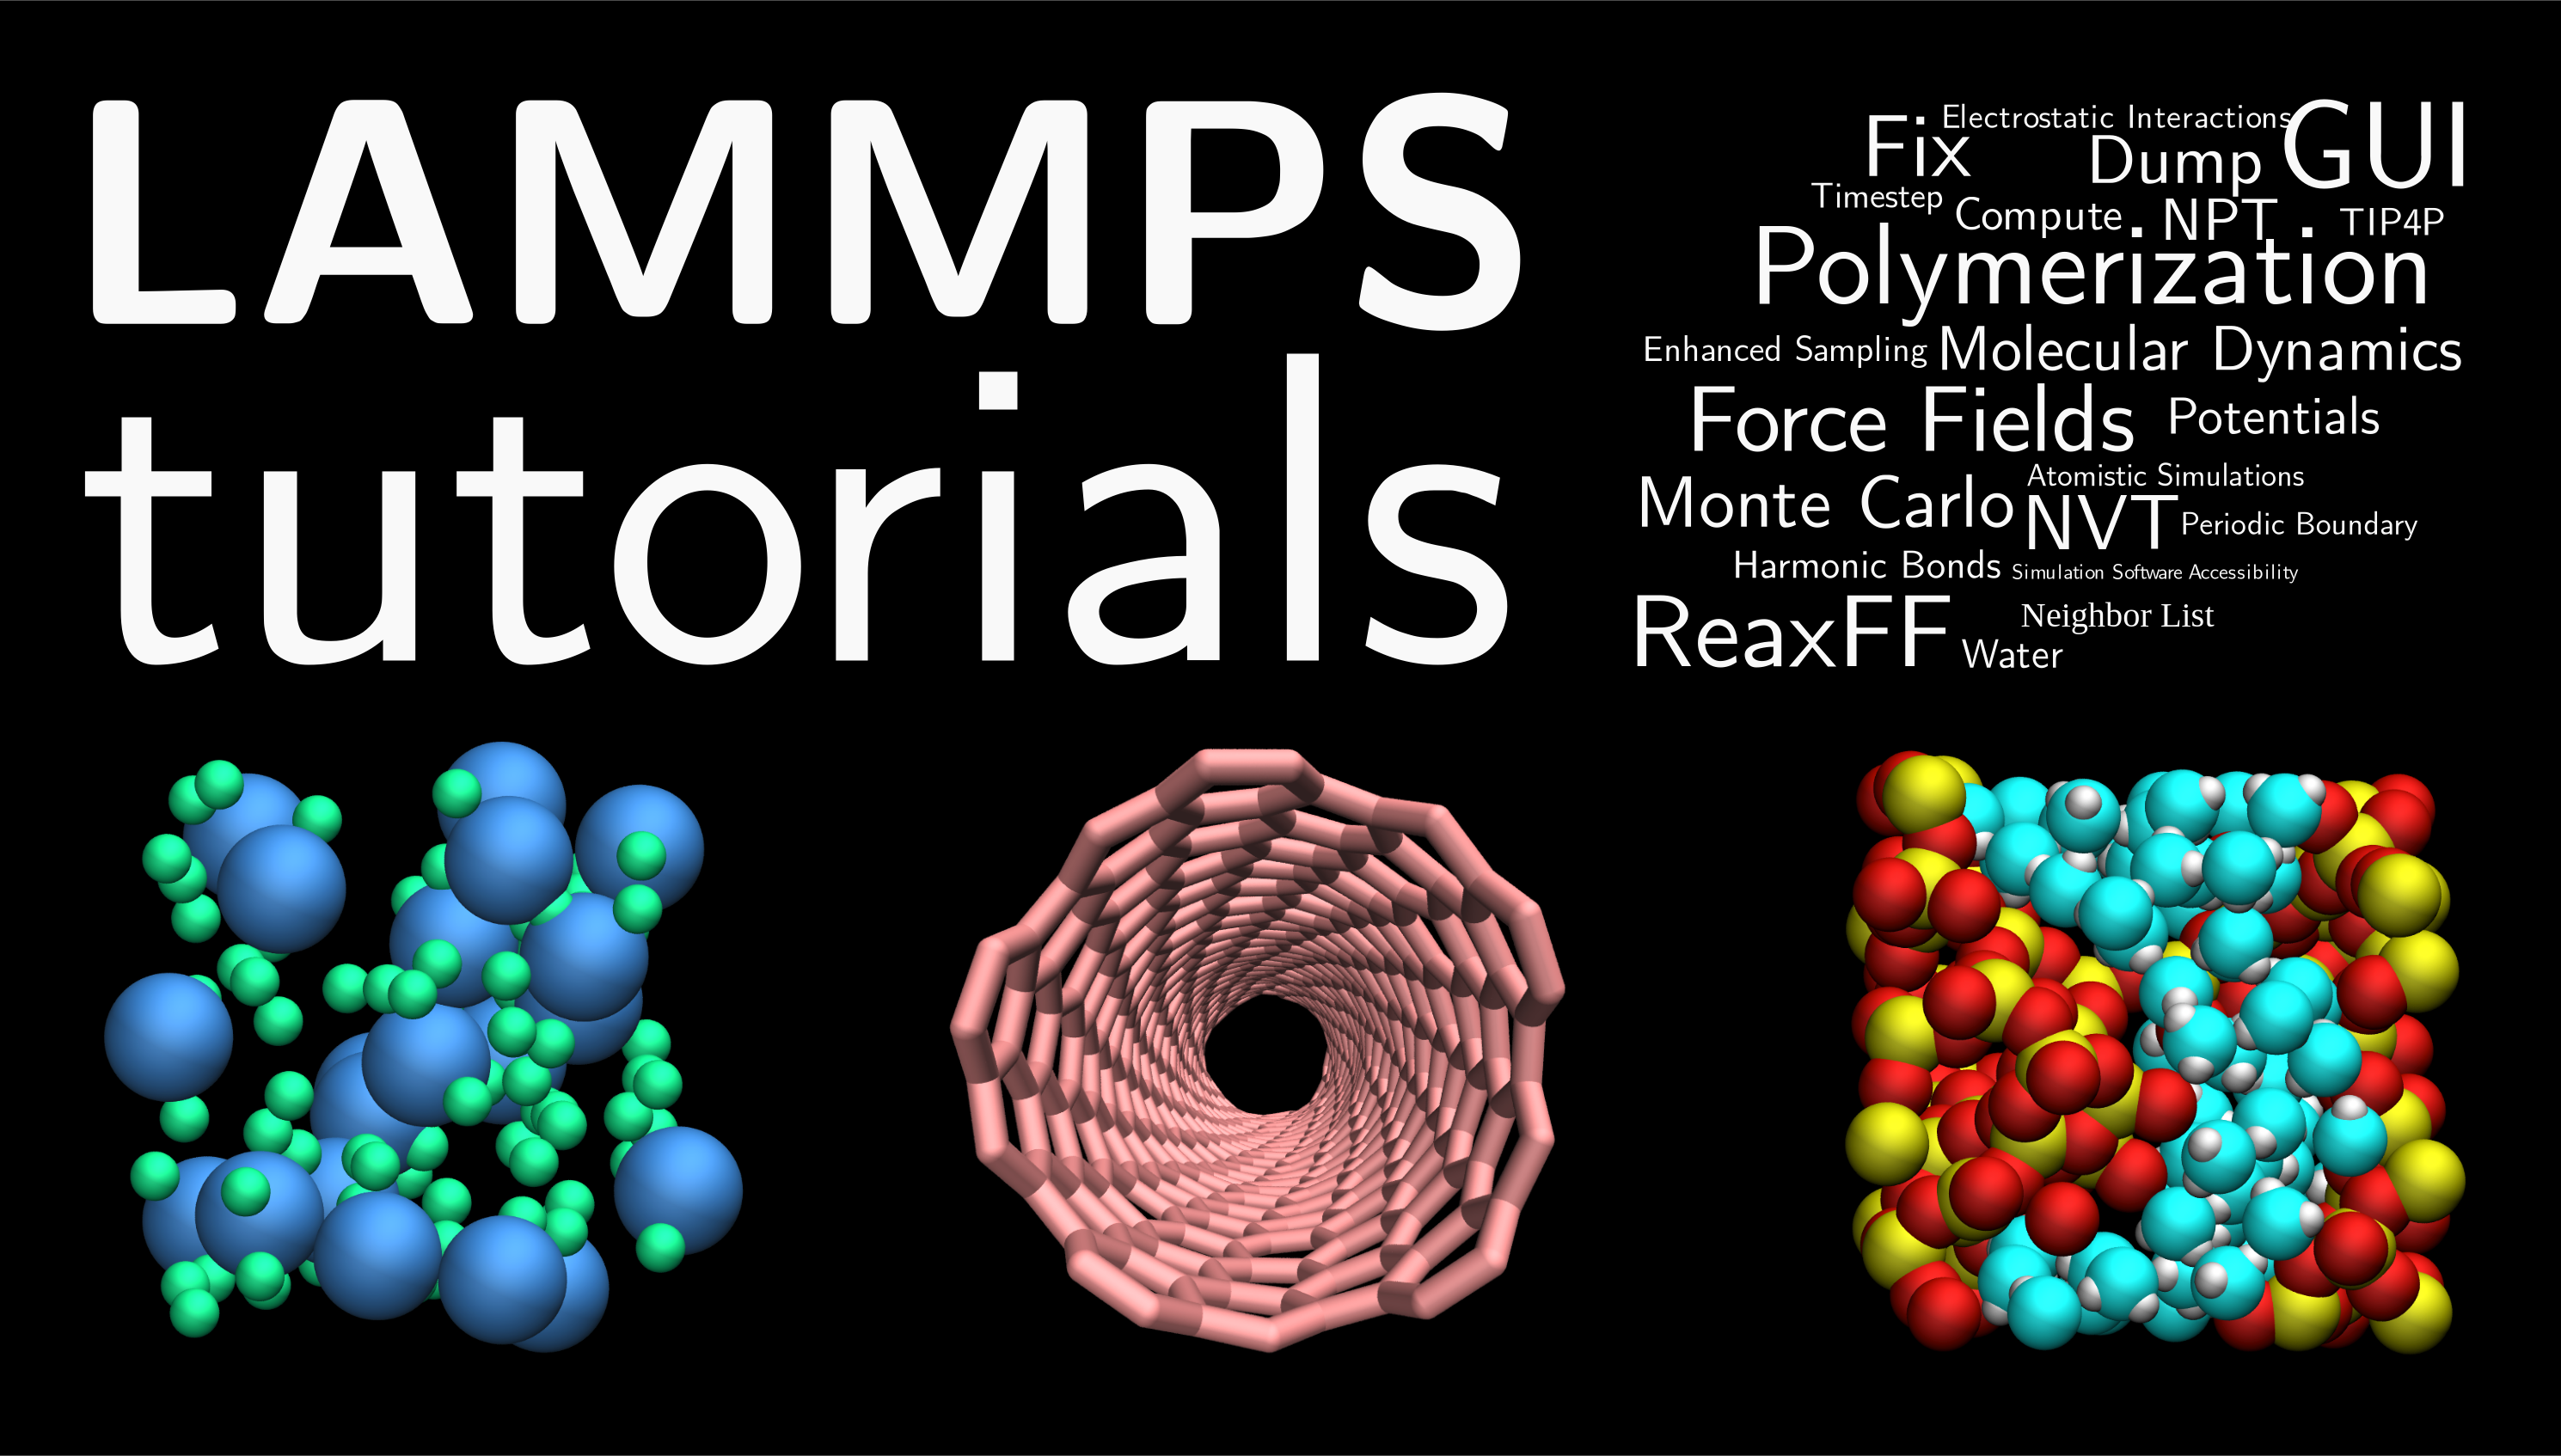 LAMMPS
tutorials
Electrostatic Interactions
Fix Dump GUI
Timestep Compute . NPT . TIP4P
Polymerization
Enhanced Sampling Molecular Dynamics
Force Fields Potentials
Atomistic Simulations
Monte Carlo NVT Periodic Boundary
Harmonic Bonds Simulation Software Accessibility
ReaxFF Neighbor List
Water